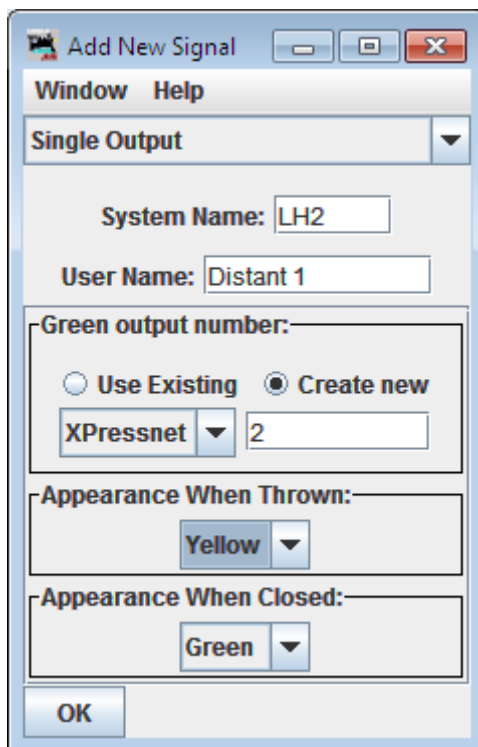 Add New Signal
Window Help
Single Output
System Name: LH2
User Name: Distant 1
Green output number:
Use Existing Create new
XPressnet 2
Appearance When Thrown:
Yellow
Appearance When Closed:
Green
OK